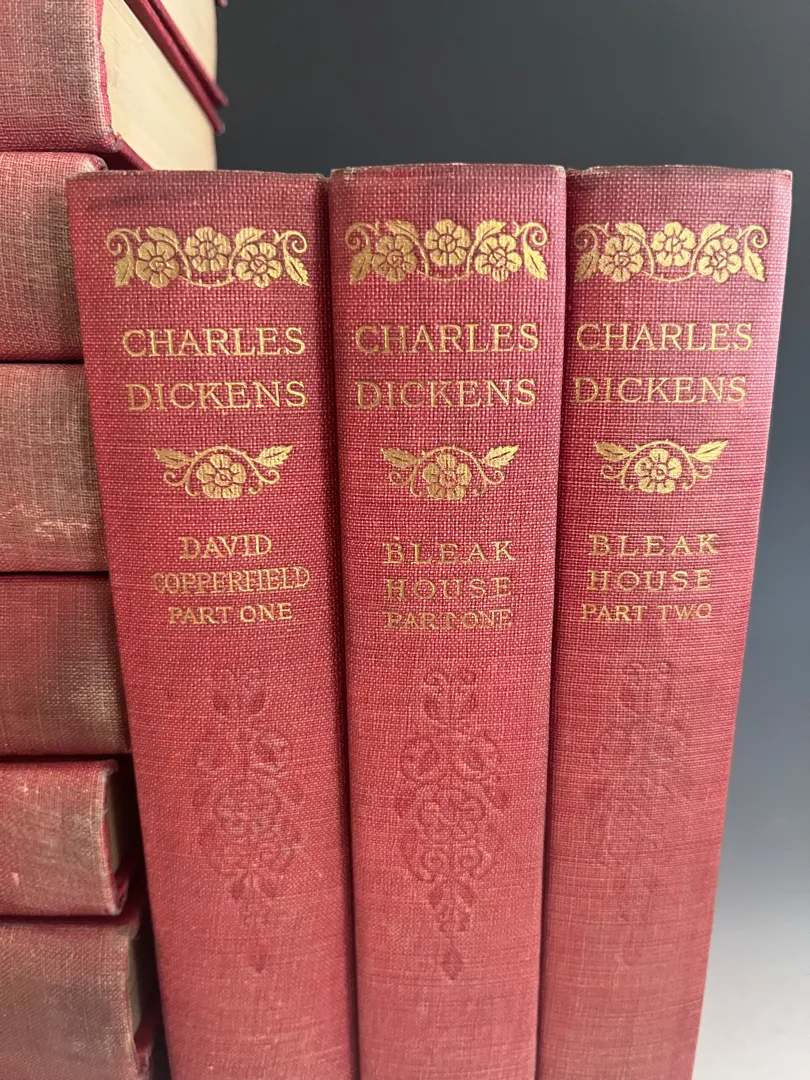 CHARLES
DICKENS
DAVID
COPPERFIELD
PART ONE
CHARLES
DICKENS
BLEAK
HOUSE
PART ONE
CHARLES
DICKENS
BLEAK
HOUSE
PART TWO